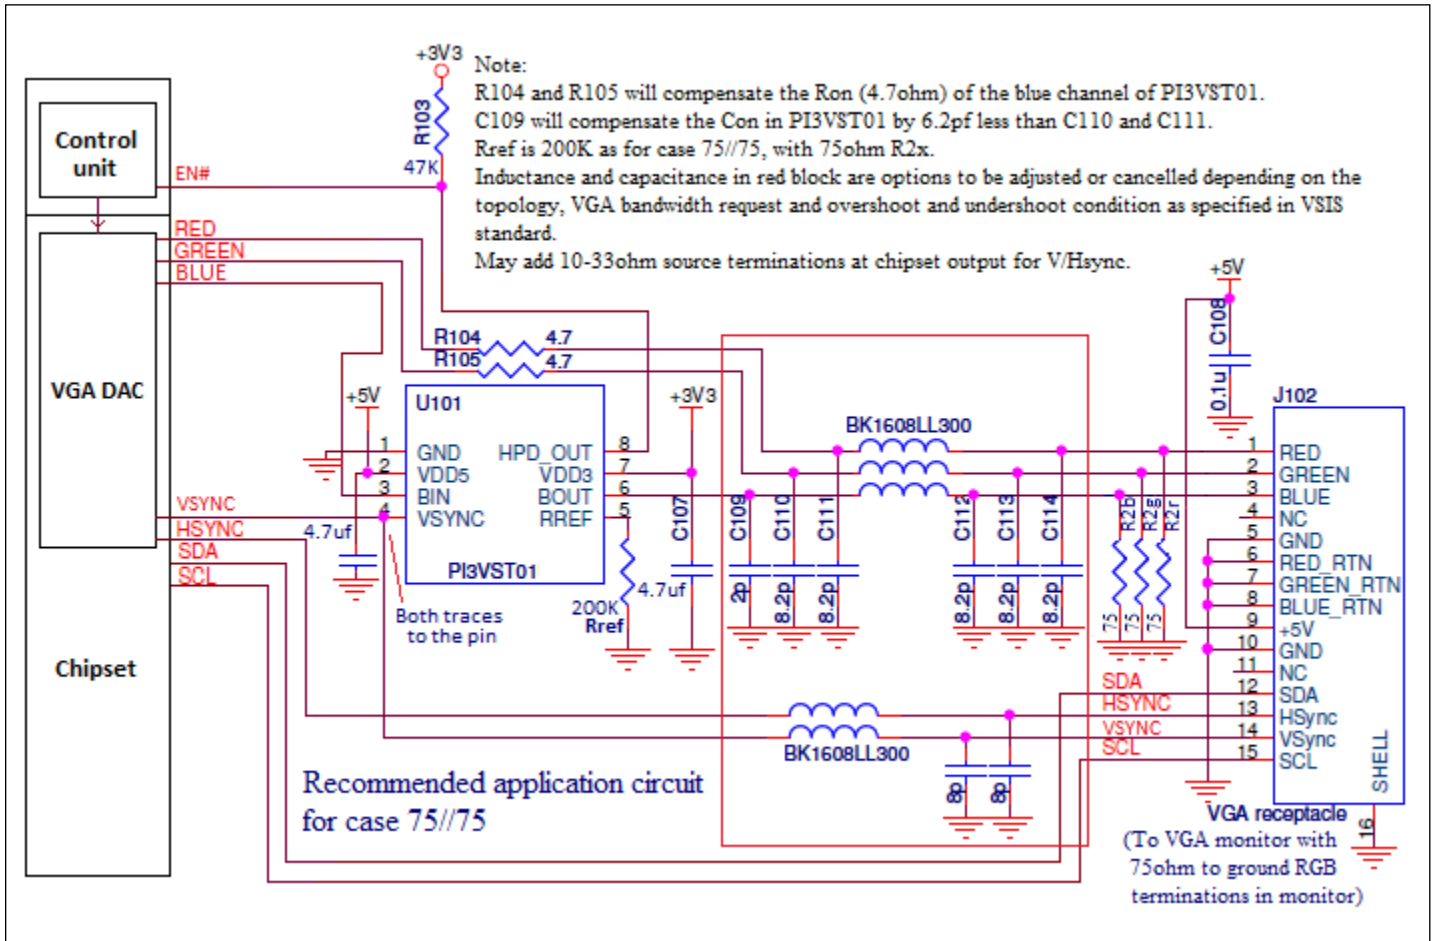 +3V3
Note:
R104 and R105 will compensate the Ron (4.7ohm) of the blue channel of PI3VST01.
C109 will compensate the Con in PI3VST01 by 6.2pf less than C110 and C111.
Rref is 200K as for case 75//75, with 75ohm R2x.
Inductance and capacitance in red block are options to be adjusted or cancelled depending on the
topology, VGA bandwidth request and overshoot and undershoot condition as specified in VSIS
standard.
May add 10-33ohm source terminations at chipset output for V/Hsync.
R103
47K
Control
unit
EN#
RED
GREEN
BLUE
VGA DAC
VSYNC
HSYNC
SDA
SCL
Chipset
R104 4.7
R105 4.7
+5V
U101
+3V3
1 GND HPD_OUT 8
2 VDD5 VDD3 7
3 BIN BOUT 6
4 VSYNC RREF 5
PI3VST01
4.7uf
Both traces
to the pin
200K
Rref
4.7uf
C107
C109
C110
C111
2p
8.2p
8.2p
BK1608LL300
C112
C113
C114
8.2p
8.2p
8.2p
R2b
R2g
R2r
75
75
75
+5V
C108
0.1u
J102
1 RED
2 GREEN
3 BLUE
4 NC
5 GND
6 RED_RTN
7 GREEN_RTN
8 BLUE_RTN
9 +5V
10 GND
11 NC
12 SDA
13 HSync
14 VSync
15 SCL
SHELL
16
SDA
HSYNC
VSYNC
SCL
BK1608LL300
8p
8p
Recommended application circuit
for case 75//75
VGA receptacle
(To VGA monitor with
75ohm to ground RGB
terminations in monitor)